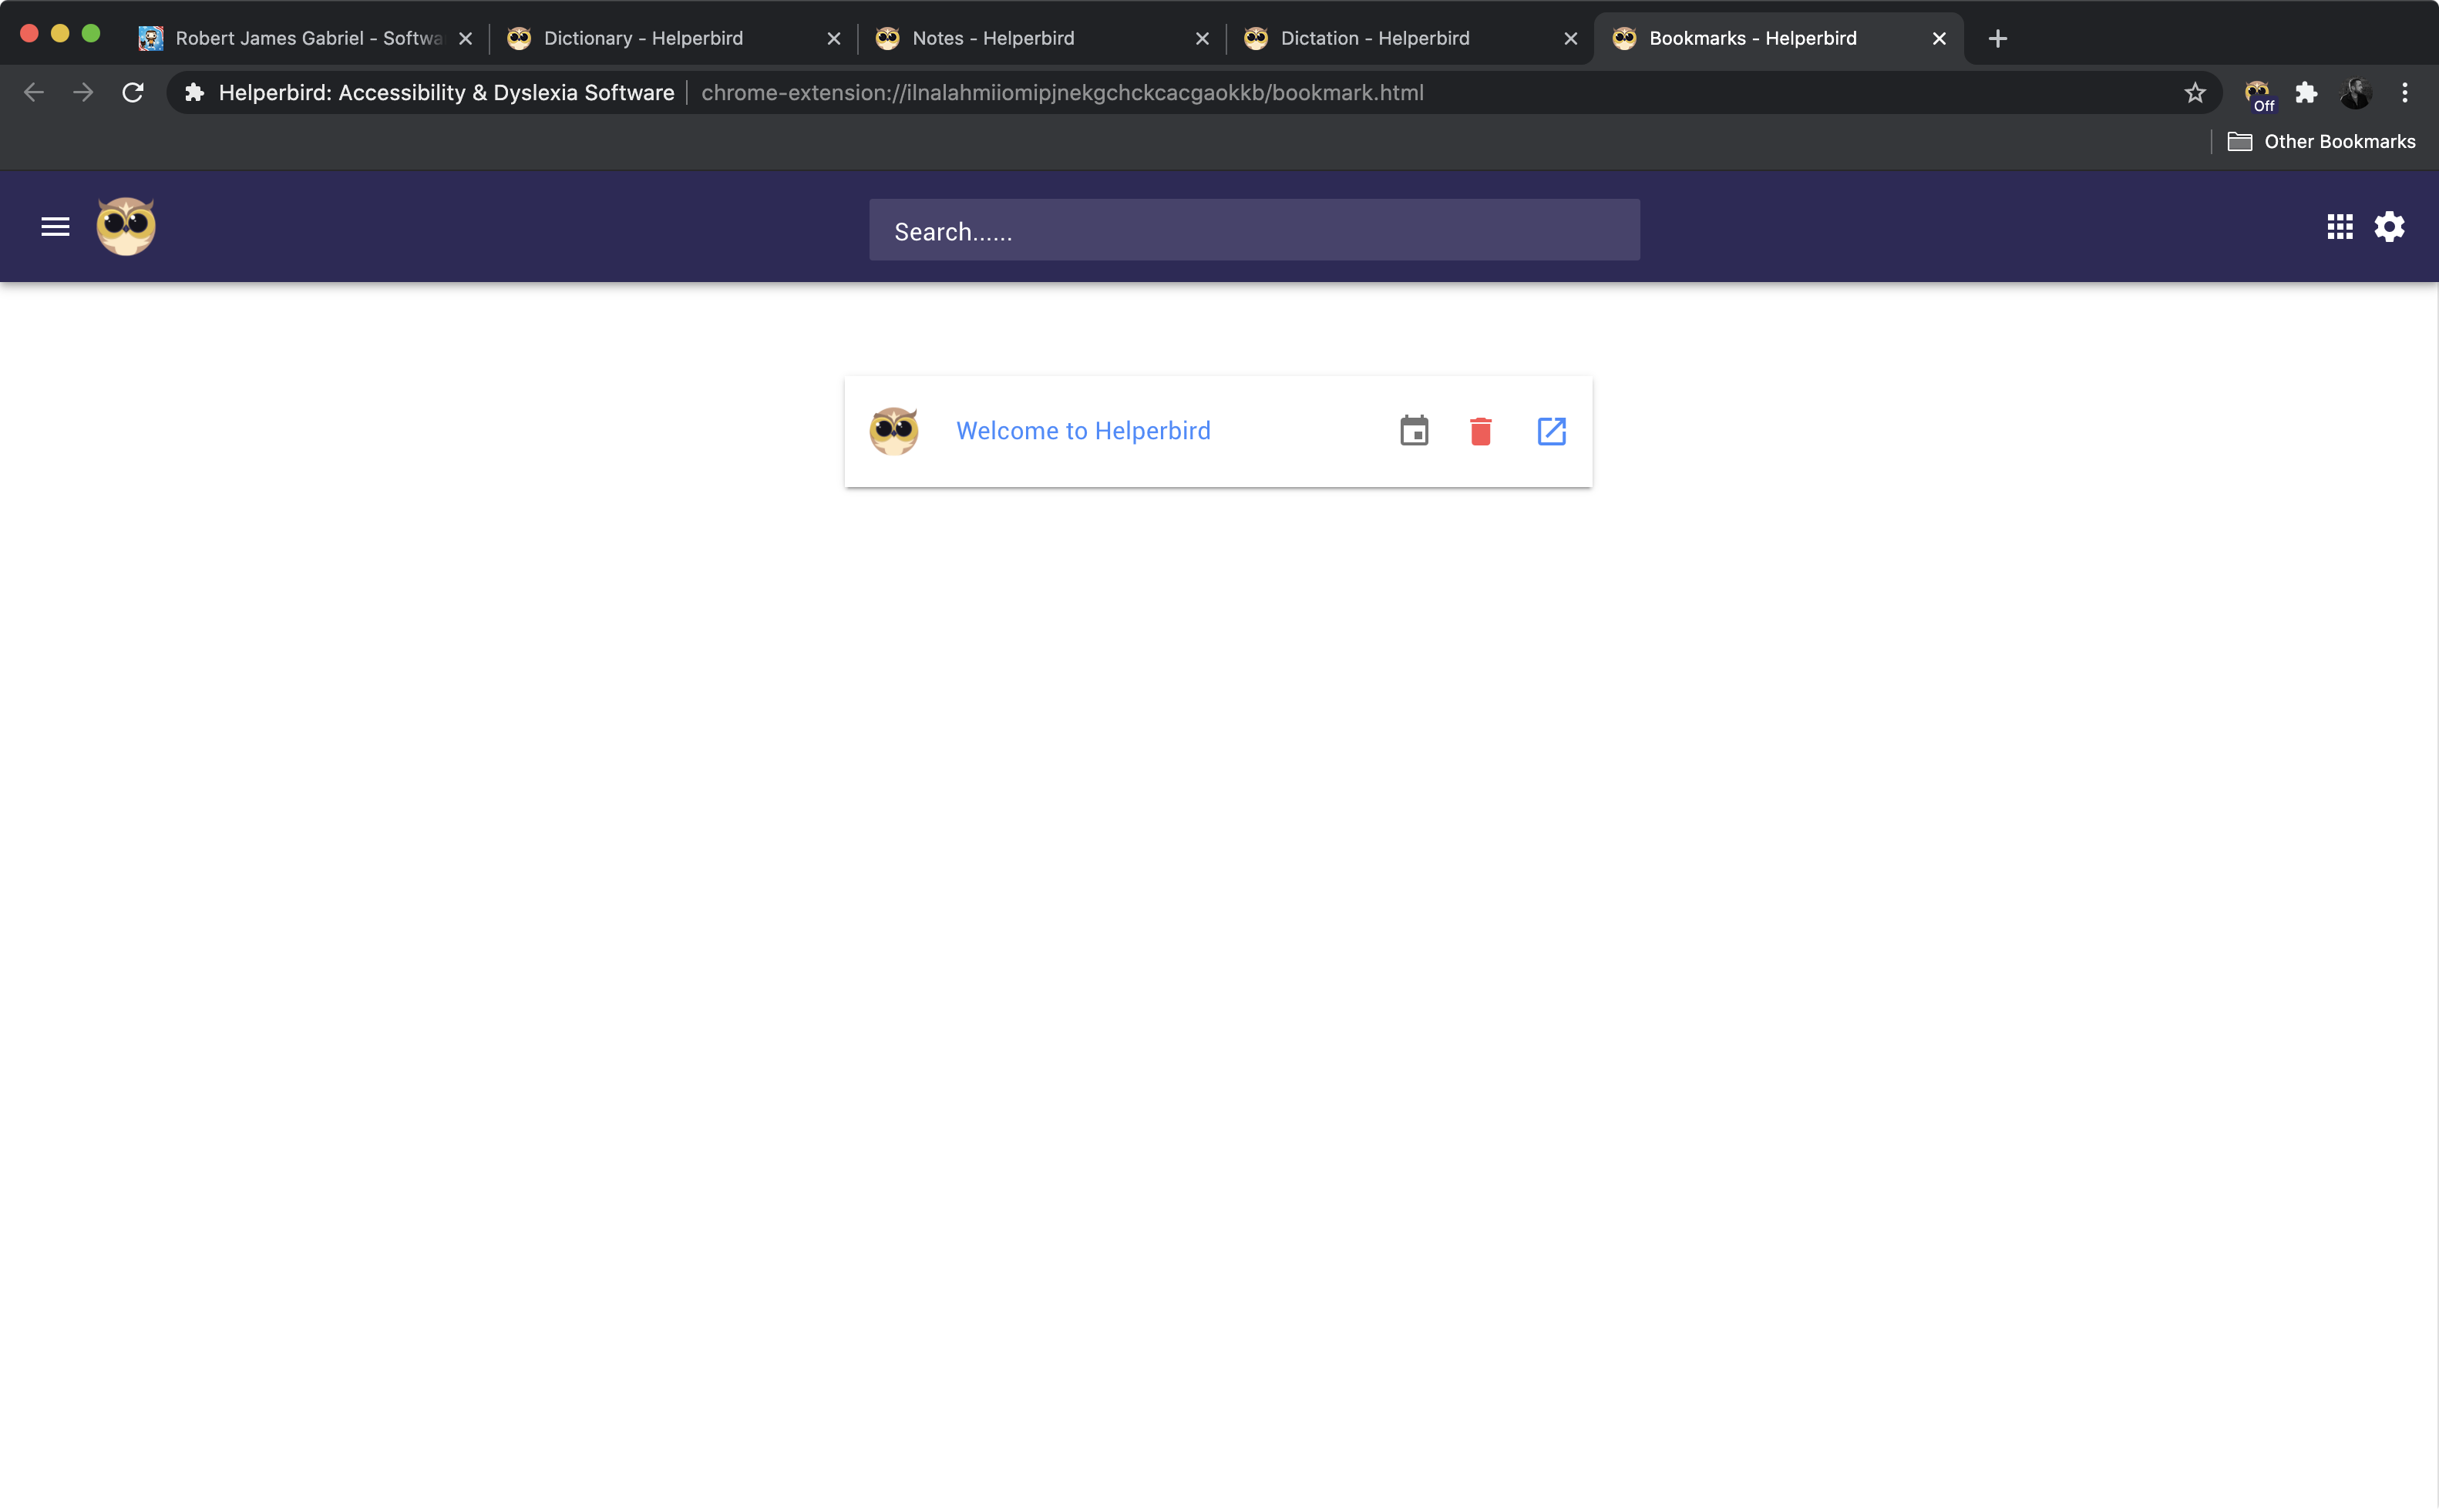 Robert James Gabriel - Softwa
Dictionary - Helperbird
Notes - Helperbird
Dictation - Helperbird
Bookmarks - Helperbird
Helperbird: Accessibility & Dyslexia Software
chrome-extension://ilnalahmiiomipjnekgchckcacgaokkb/bookmark.html
Off
Other Bookmarks
Search......
Welcome to Helperbird